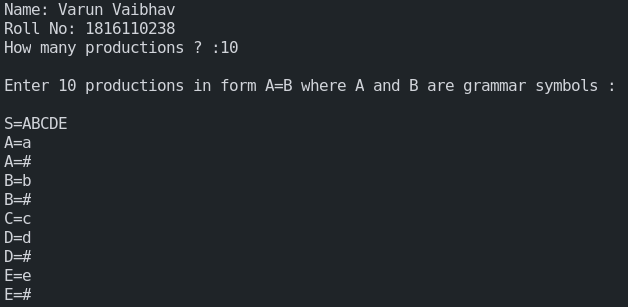 Name: Varun Vaibhav
Roll No: 1816110238
How many productions ? :10
Enter 10 productions in form A=B where A and B are grammar symbols :
S=ABCDE
A=a
A=#
B=b
B=#
C=c
D=d
D=#
E=e
E=#